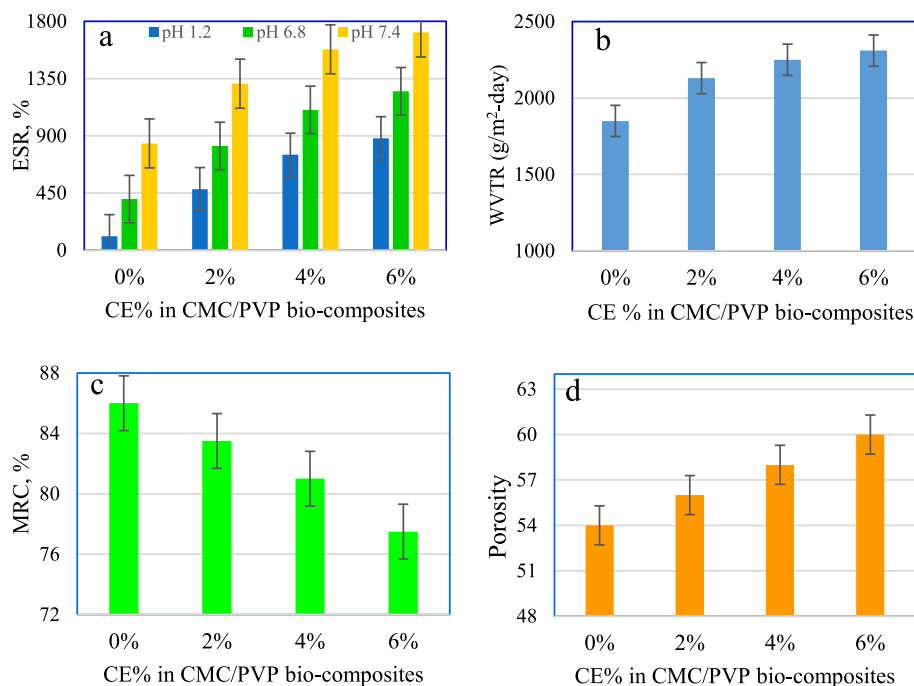 a
pH 1.2 pH 6.8 pH 7.4
1800
1350
900
450
0
ESR, %
0% 2% 4% 6%
CE% in CMC/PVP bio-composites
b
2500
2000
1500
1000
WVTR (g/m²-day)
0% 2% 4% 6%
CE % in CMC/PVP bio-composites
c
88
84
80
76
72
MRC, %
0% 2% 4% 6%
CE% in CMC/PVP bio-composites
d
63
60
57
54
51
48
Porosity
0% 2% 4% 6%
CE% in CMC/PVP bio-composites